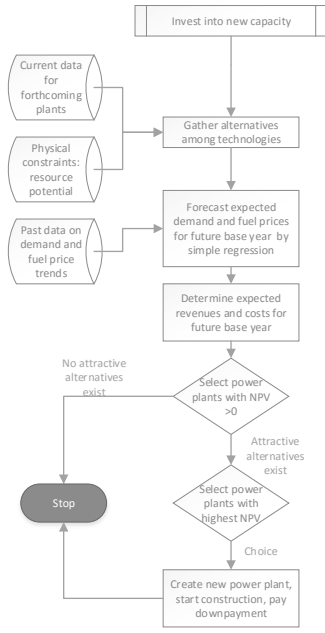 Invest into new capacity
Current data
for
forthcoming
plants
Gather alternatives
among technologies
Physical
constraints:
resource
potential
Forecast expected
demand and fuel prices
for future base year by
simple regression
Past data on
demand and
fuel price
trends
Determine expected
revenues and costs for
future base year
No attractive
alternatives
exist
Select power
plants with NPV
>0
Attractive
alternatives
exist
Select power
plants with
highest NPV
Stop
Choice
Create new power plant,
start construction, pay
downpayment